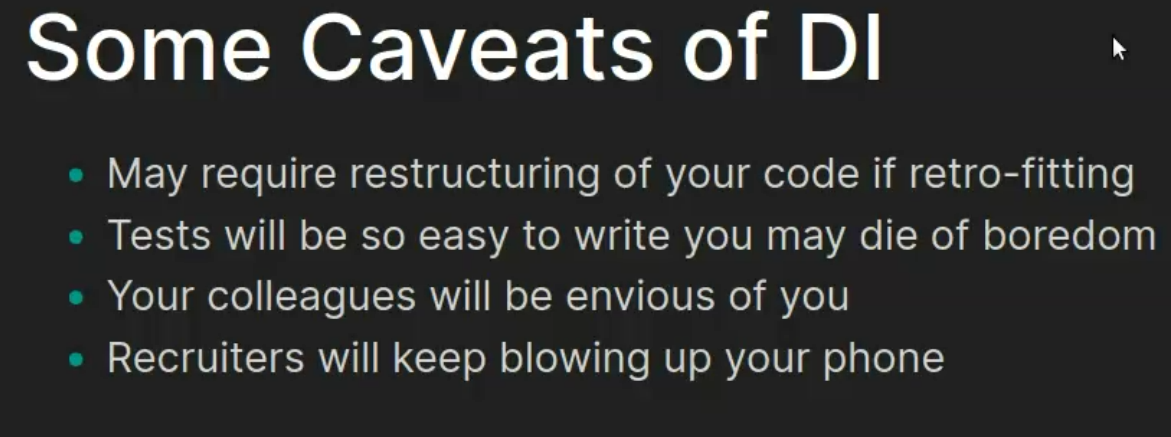 Some Caveats of DI
May require restructuring of your code if retro-fitting
Tests will be so easy to write you may die of boredom
Your colleagues will be envious of you
Recruiters will keep blowing up your phone